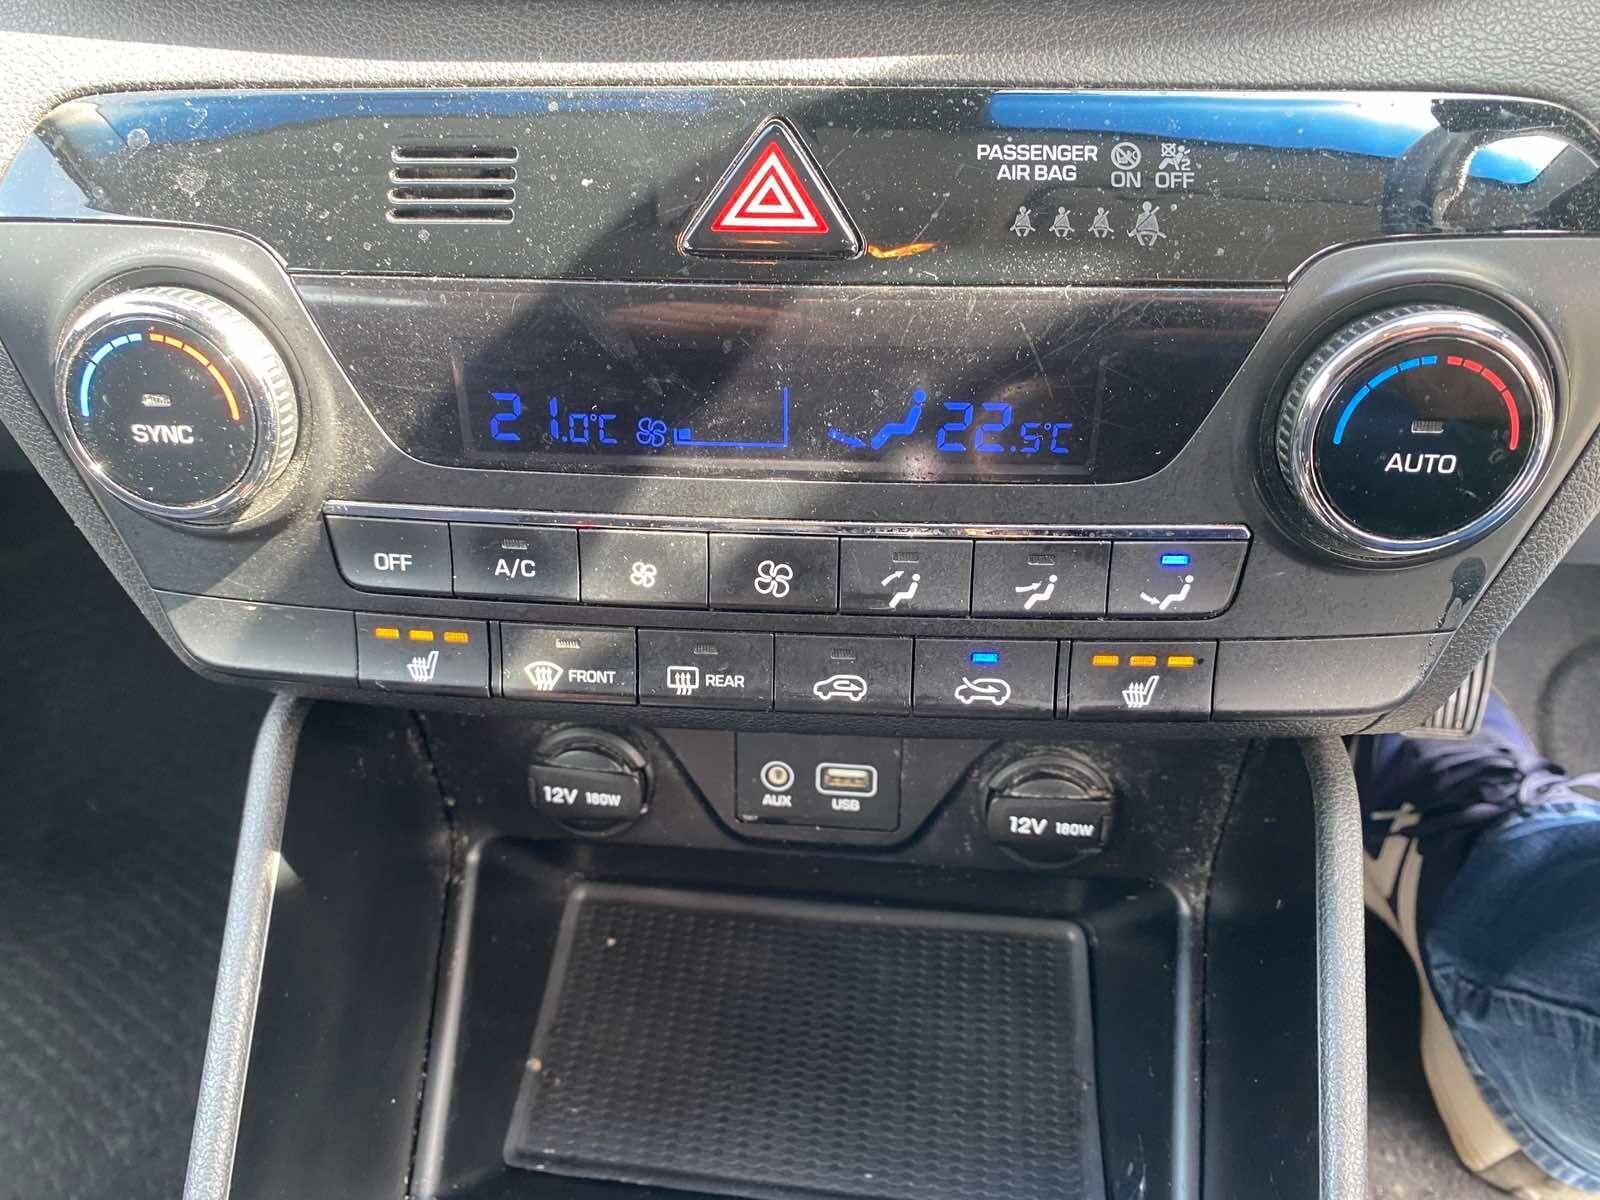 PASSENGER
AIR BAG ON OFF 2
SYNC
21.0°C 22.5°C
AUTO
OFF A/C
FRONT REAR
12V 180W
AUX USB
12V 180W